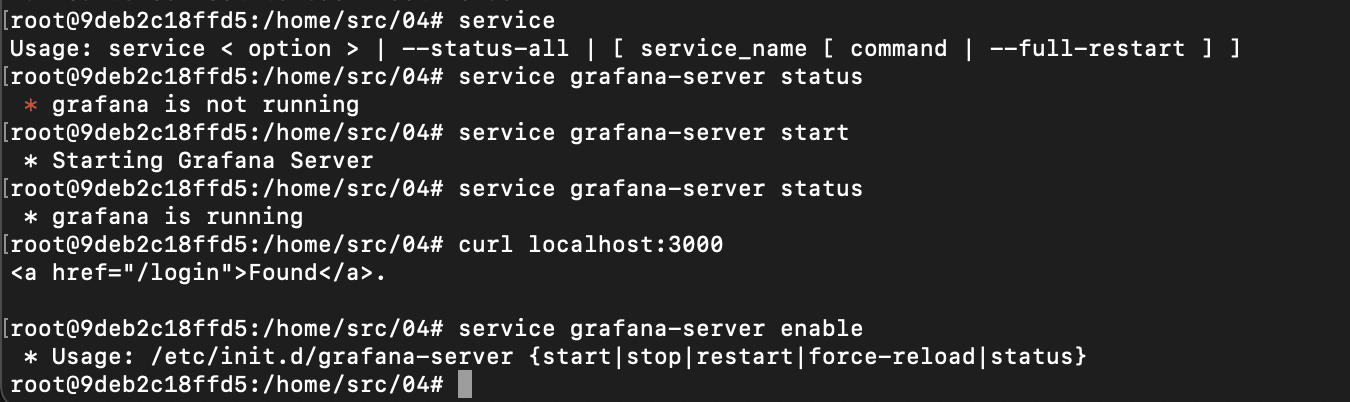 [root@9deb2c18ffd5:/home/src/04# service
Usage: service < option > | --status-all | [ service_name [ command | --full-restart ] ]
[root@9deb2c18ffd5:/home/src/04# service grafana-server status
 * grafana is not running
[root@9deb2c18ffd5:/home/src/04# service grafana-server start
 * Starting Grafana Server
[root@9deb2c18ffd5:/home/src/04# service grafana-server status
 * grafana is running
[root@9deb2c18ffd5:/home/src/04# curl localhost:3000
<a href="/login">Found</a>.

[root@9deb2c18ffd5:/home/src/04# service grafana-server enable
 * Usage: /etc/init.d/grafana-server {start|stop|restart|force-reload|status}
root@9deb2c18ffd5:/home/src/04#